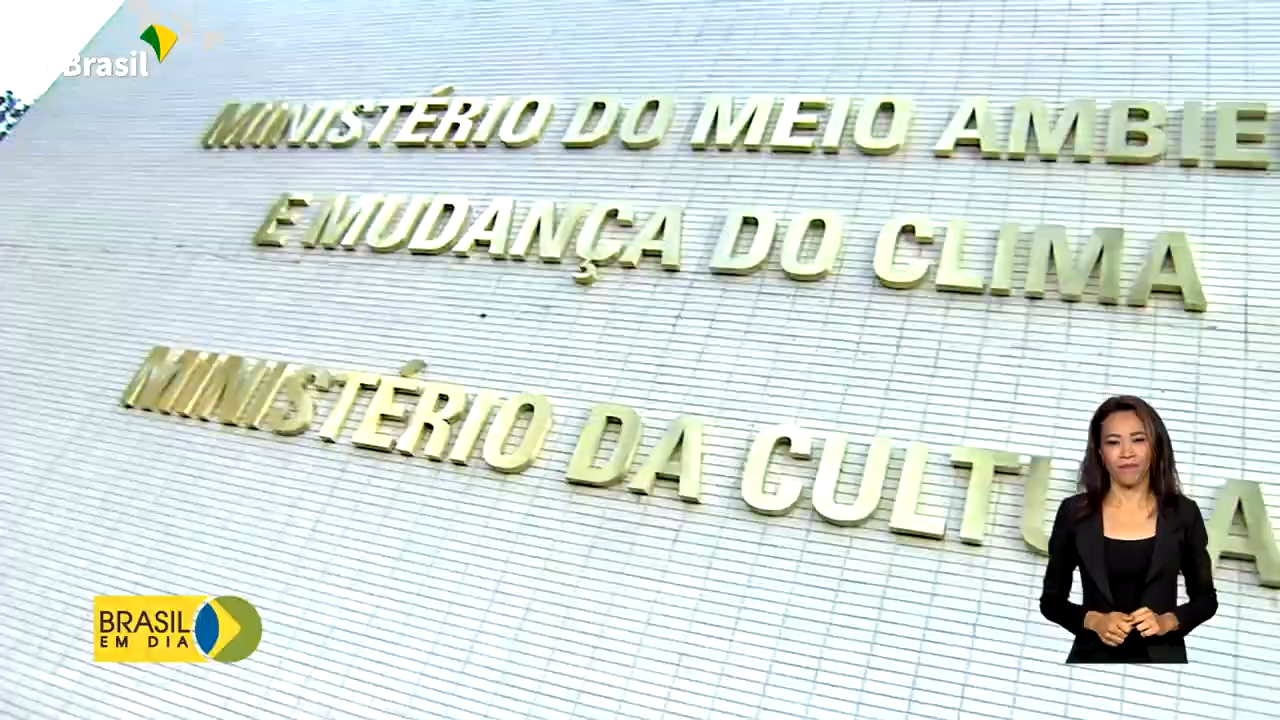 Brasil
MINISTÉRIO DO MEIO AMBIE
E MUDANÇA DO CLIMA
MINISTÉRIO DA CULTU A
BRASIL
EM DIA